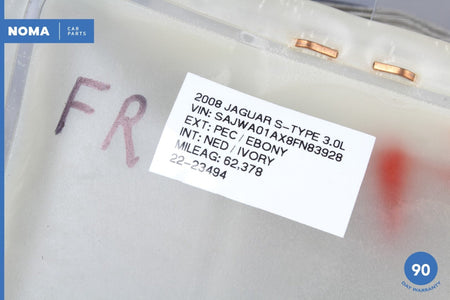 NOMA
CAR
PARTS
FR
2008 JAGUAR S-TYPE 3.0L
VIN: SAJWA01AX8FN83928
EXT: PEC / EBONY
INT: NED / IVORY
MILEAG: 62,378
22-23494
90
DAY WARRANTY